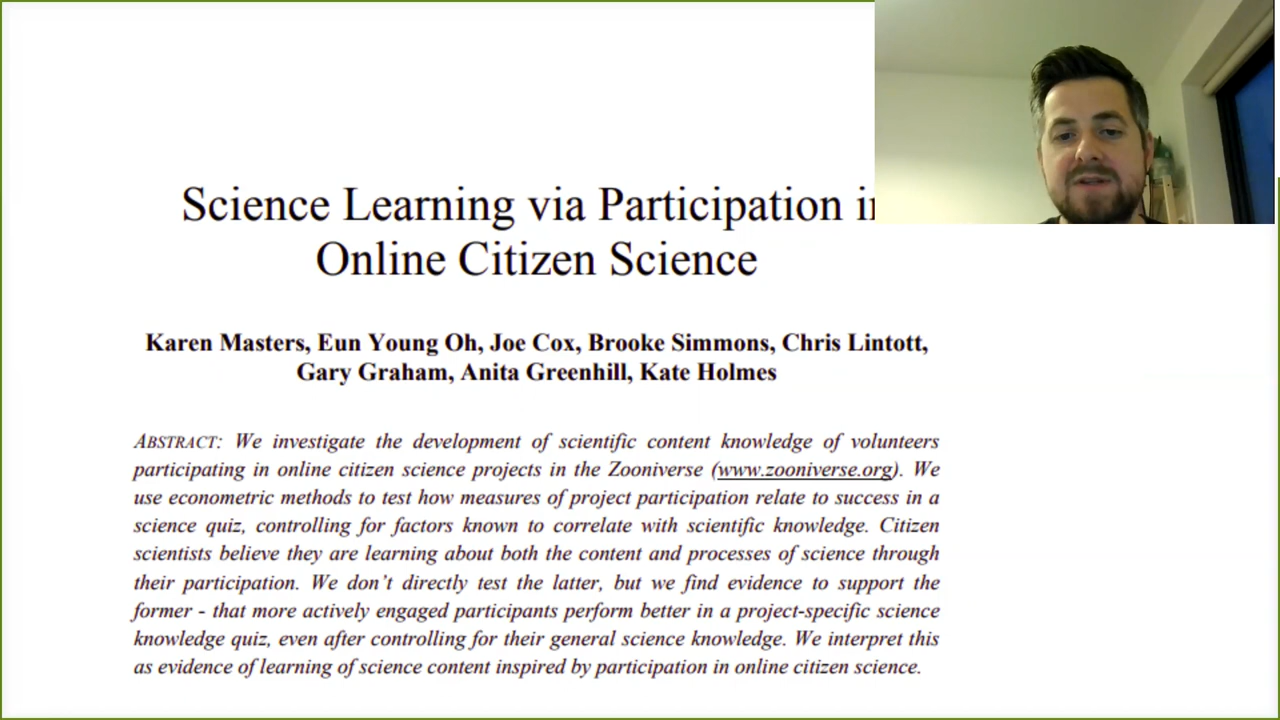 Science Learning via Participation
Online Citizen Science
Karen Masters, Eun Young Oh, Joe Cox, Brooke Simmons, Chris Lintott,
Gary Graham, Anita Greenhill, Kate Holmes
ABSTRACT: We investigate the development of scientific content knowledge of volunteers
participating in online citizen science projects in the Zooniverse (www.zooniverse.org). We
use econometric methods to test how measures of project participation relate to success in a
science quiz, controlling for factors known to correlate with scientific knowledge. Citizen
scientists believe they are learning about both the content and processes of science through
their participation. We don't directly test the latter, but we find evidence to support the
former - that more actively engaged participants perform better in a project-specific science
knowledge quiz, even after controlling for their general science knowledge. We interpret this
as evidence of learning of science content inspired by participation in online citizen science.